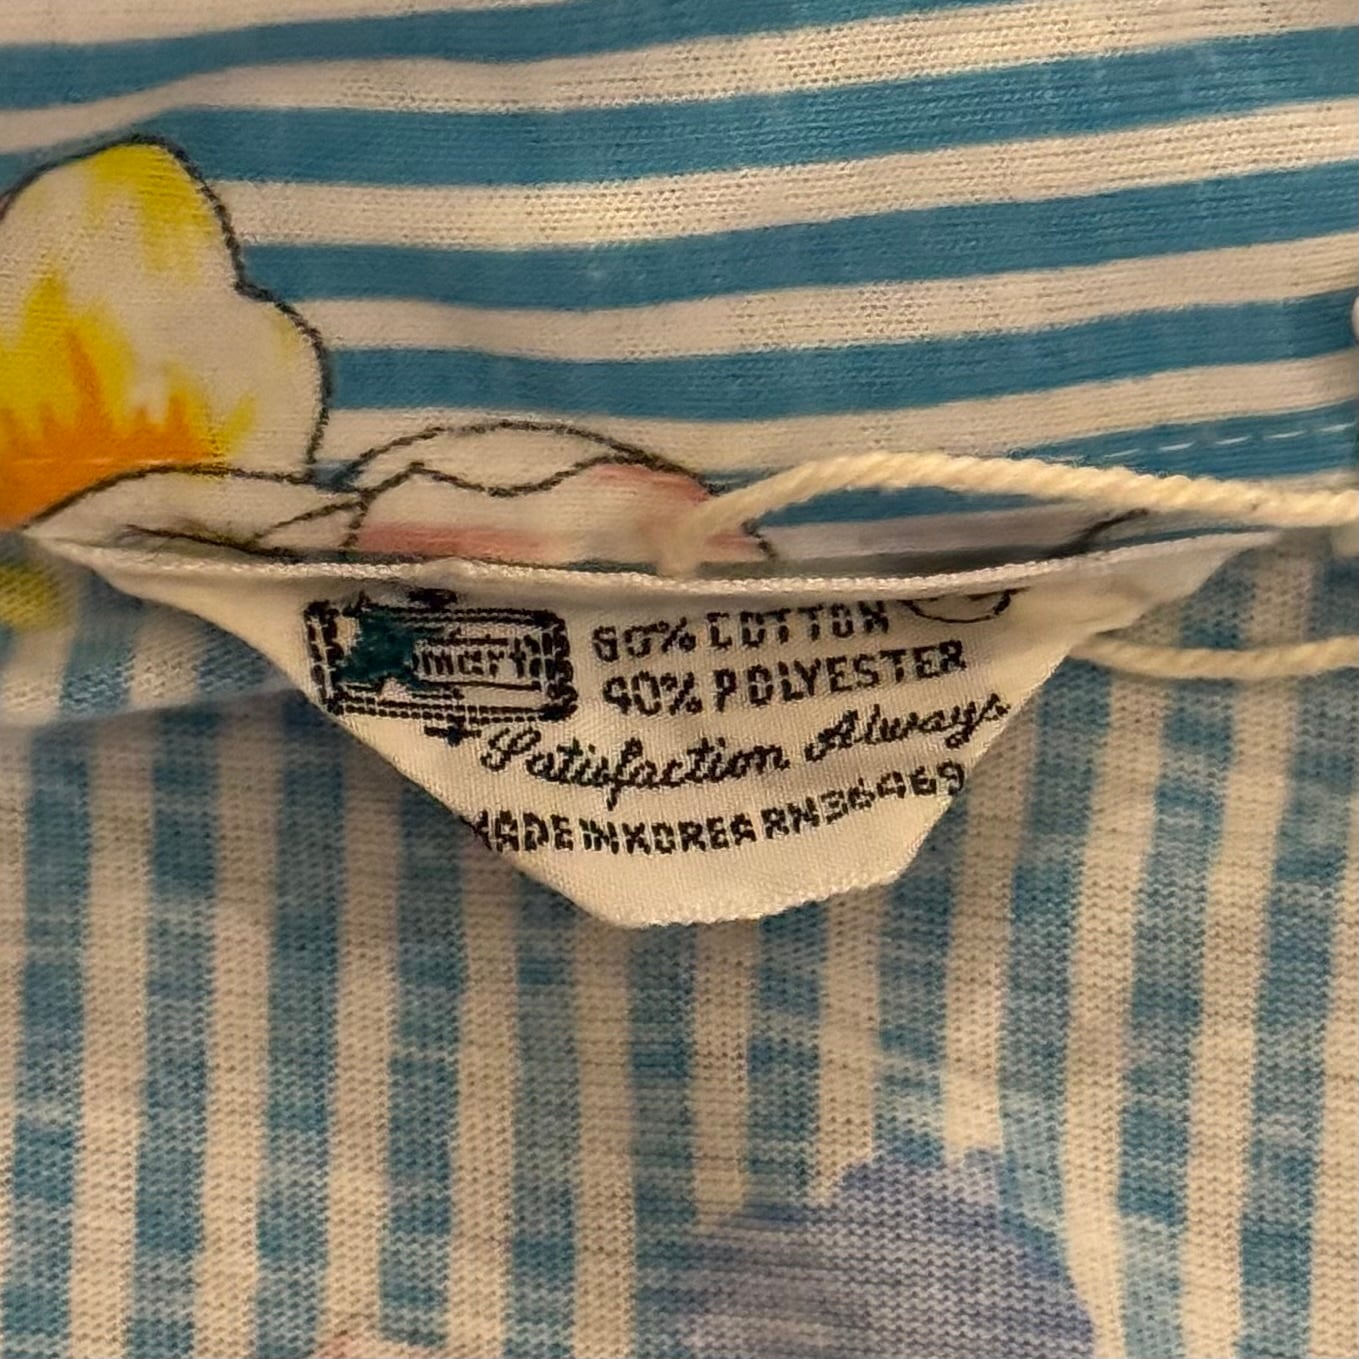 Kmart
60% COTTON
40% POLYESTER
Satisfaction Always
MADE IN KOREA RN36469